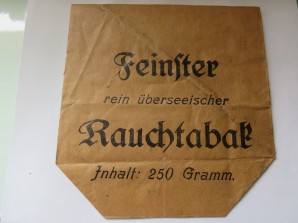 Feinſter
rein überseeischer
Rauchtabak
Inhalt: 250 Gramm.